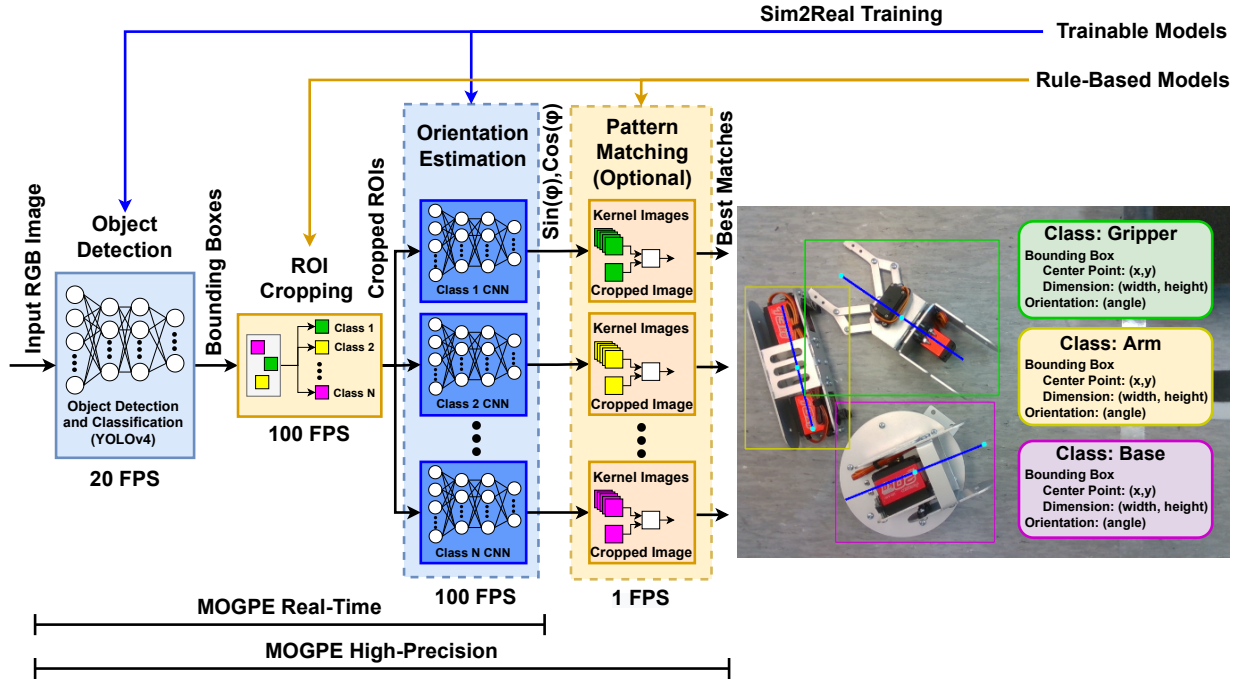 Sim2Real Training
Trainable Models
Rule-Based Models
Input RGB Image
Object
Detection
Object Detection
and Classification
(YOLOv4)
20 FPS
Bounding Boxes
ROI
Cropping
Class 1
Class 2
Class N
100 FPS
Cropped ROIs
Orientation
Estimation
Class 1 CNN
Class 2 CNN
Class N CNN
100 FPS
Sin(φ),Cos(φ)
Pattern
Matching
(Optional)
Kernel Images
Cropped Image
Kernel Images
Cropped Image
Kernel Images
Cropped Image
1 FPS
Best Matches
Class: Gripper
Bounding Box
Center Point: (x,y)
Dimension: (width, height)
Orientation: (angle)
Class: Arm
Bounding Box
Center Point: (x,y)
Dimension: (width, height)
Orientation: (angle)
Class: Base
Bounding Box
Center Point: (x,y)
Dimension: (width, height)
Orientation: (angle)
MOGPE Real-Time
MOGPE High-Precision